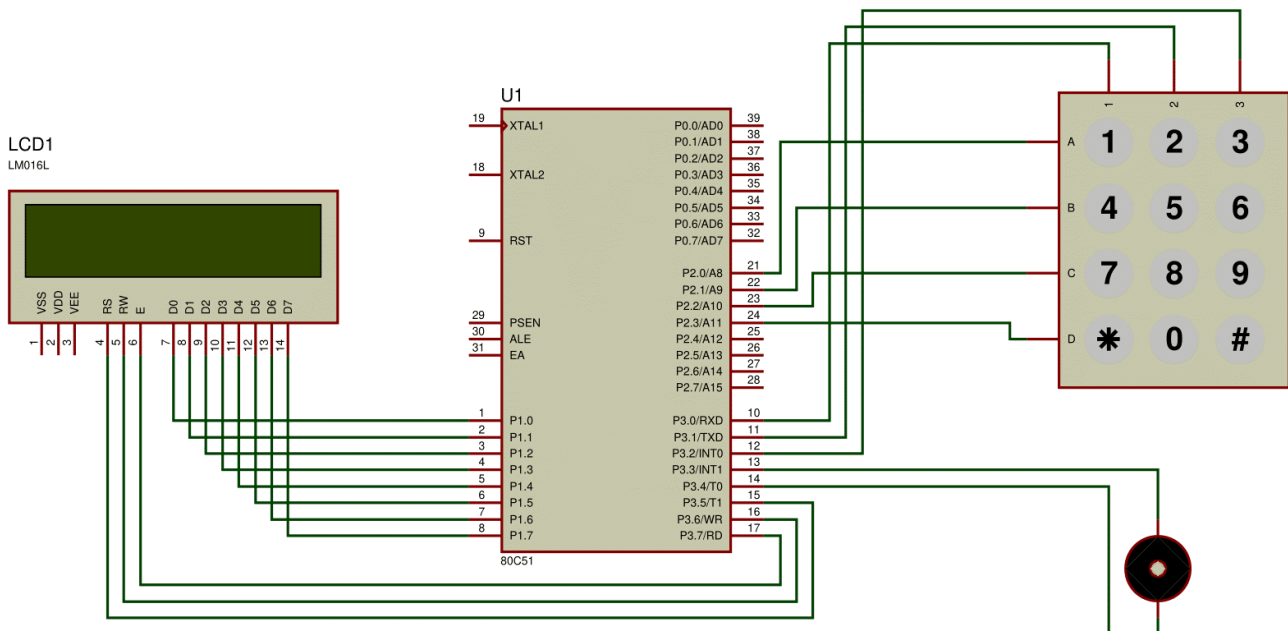 LCD1
LM016L
VSS
VDD
VEE
RS
RW
E
D0
D1
D2
D3
D4
D5
D6
D7
1
2
3
4
5
6
7
8
9
10
11
12
13
14
U1
19 XTAL1
18 XTAL2
9 RST
29 PSEN
30 ALE
31 EA
1 P1.0
2 P1.1
3 P1.2
4 P1.3
5 P1.4
6 P1.5
7 P1.6
8 P1.7
P0.0/AD0 39
P0.1/AD1 38
P0.2/AD2 37
P0.3/AD3 36
P0.4/AD4 35
P0.5/AD5 34
P0.6/AD6 33
P0.7/AD7 32
P2.0/A8 21
P2.1/A9 22
P2.2/A10 23
P2.3/A11 24
P2.4/A12 25
P2.5/A13 26
P2.6/A14 27
P2.7/A15 28
P3.0/RXD 10
P3.1/TXD 11
P3.2/INT0 12
P3.3/INT1 13
P3.4/T0 14
P3.5/T1 15
P3.6/WR 16
P3.7/RD 17
80C51
1 2 3
A 1 2 3
B 4 5 6
C 7 8 9
D * 0 #